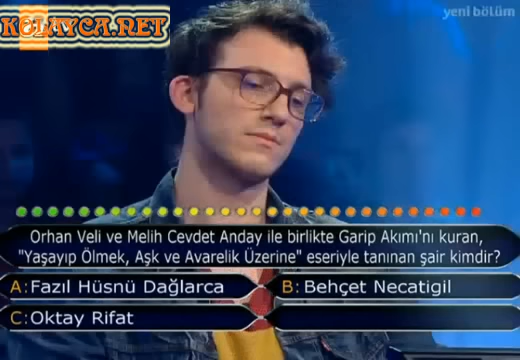 yeni bölüm
KOLAYCA.NET
Orhan Veli ve Melih Cevdet Anday ile birlikte Garip Akımı'nı kuran,
"Yaşayıp Ölmek, Aşk ve Avarelik Üzerine" eseriyle tanınan şair kimdir?
A:Fazıl Hüsnü Dağlarca
B:Behçet Necatigil
C:Oktay Rifat